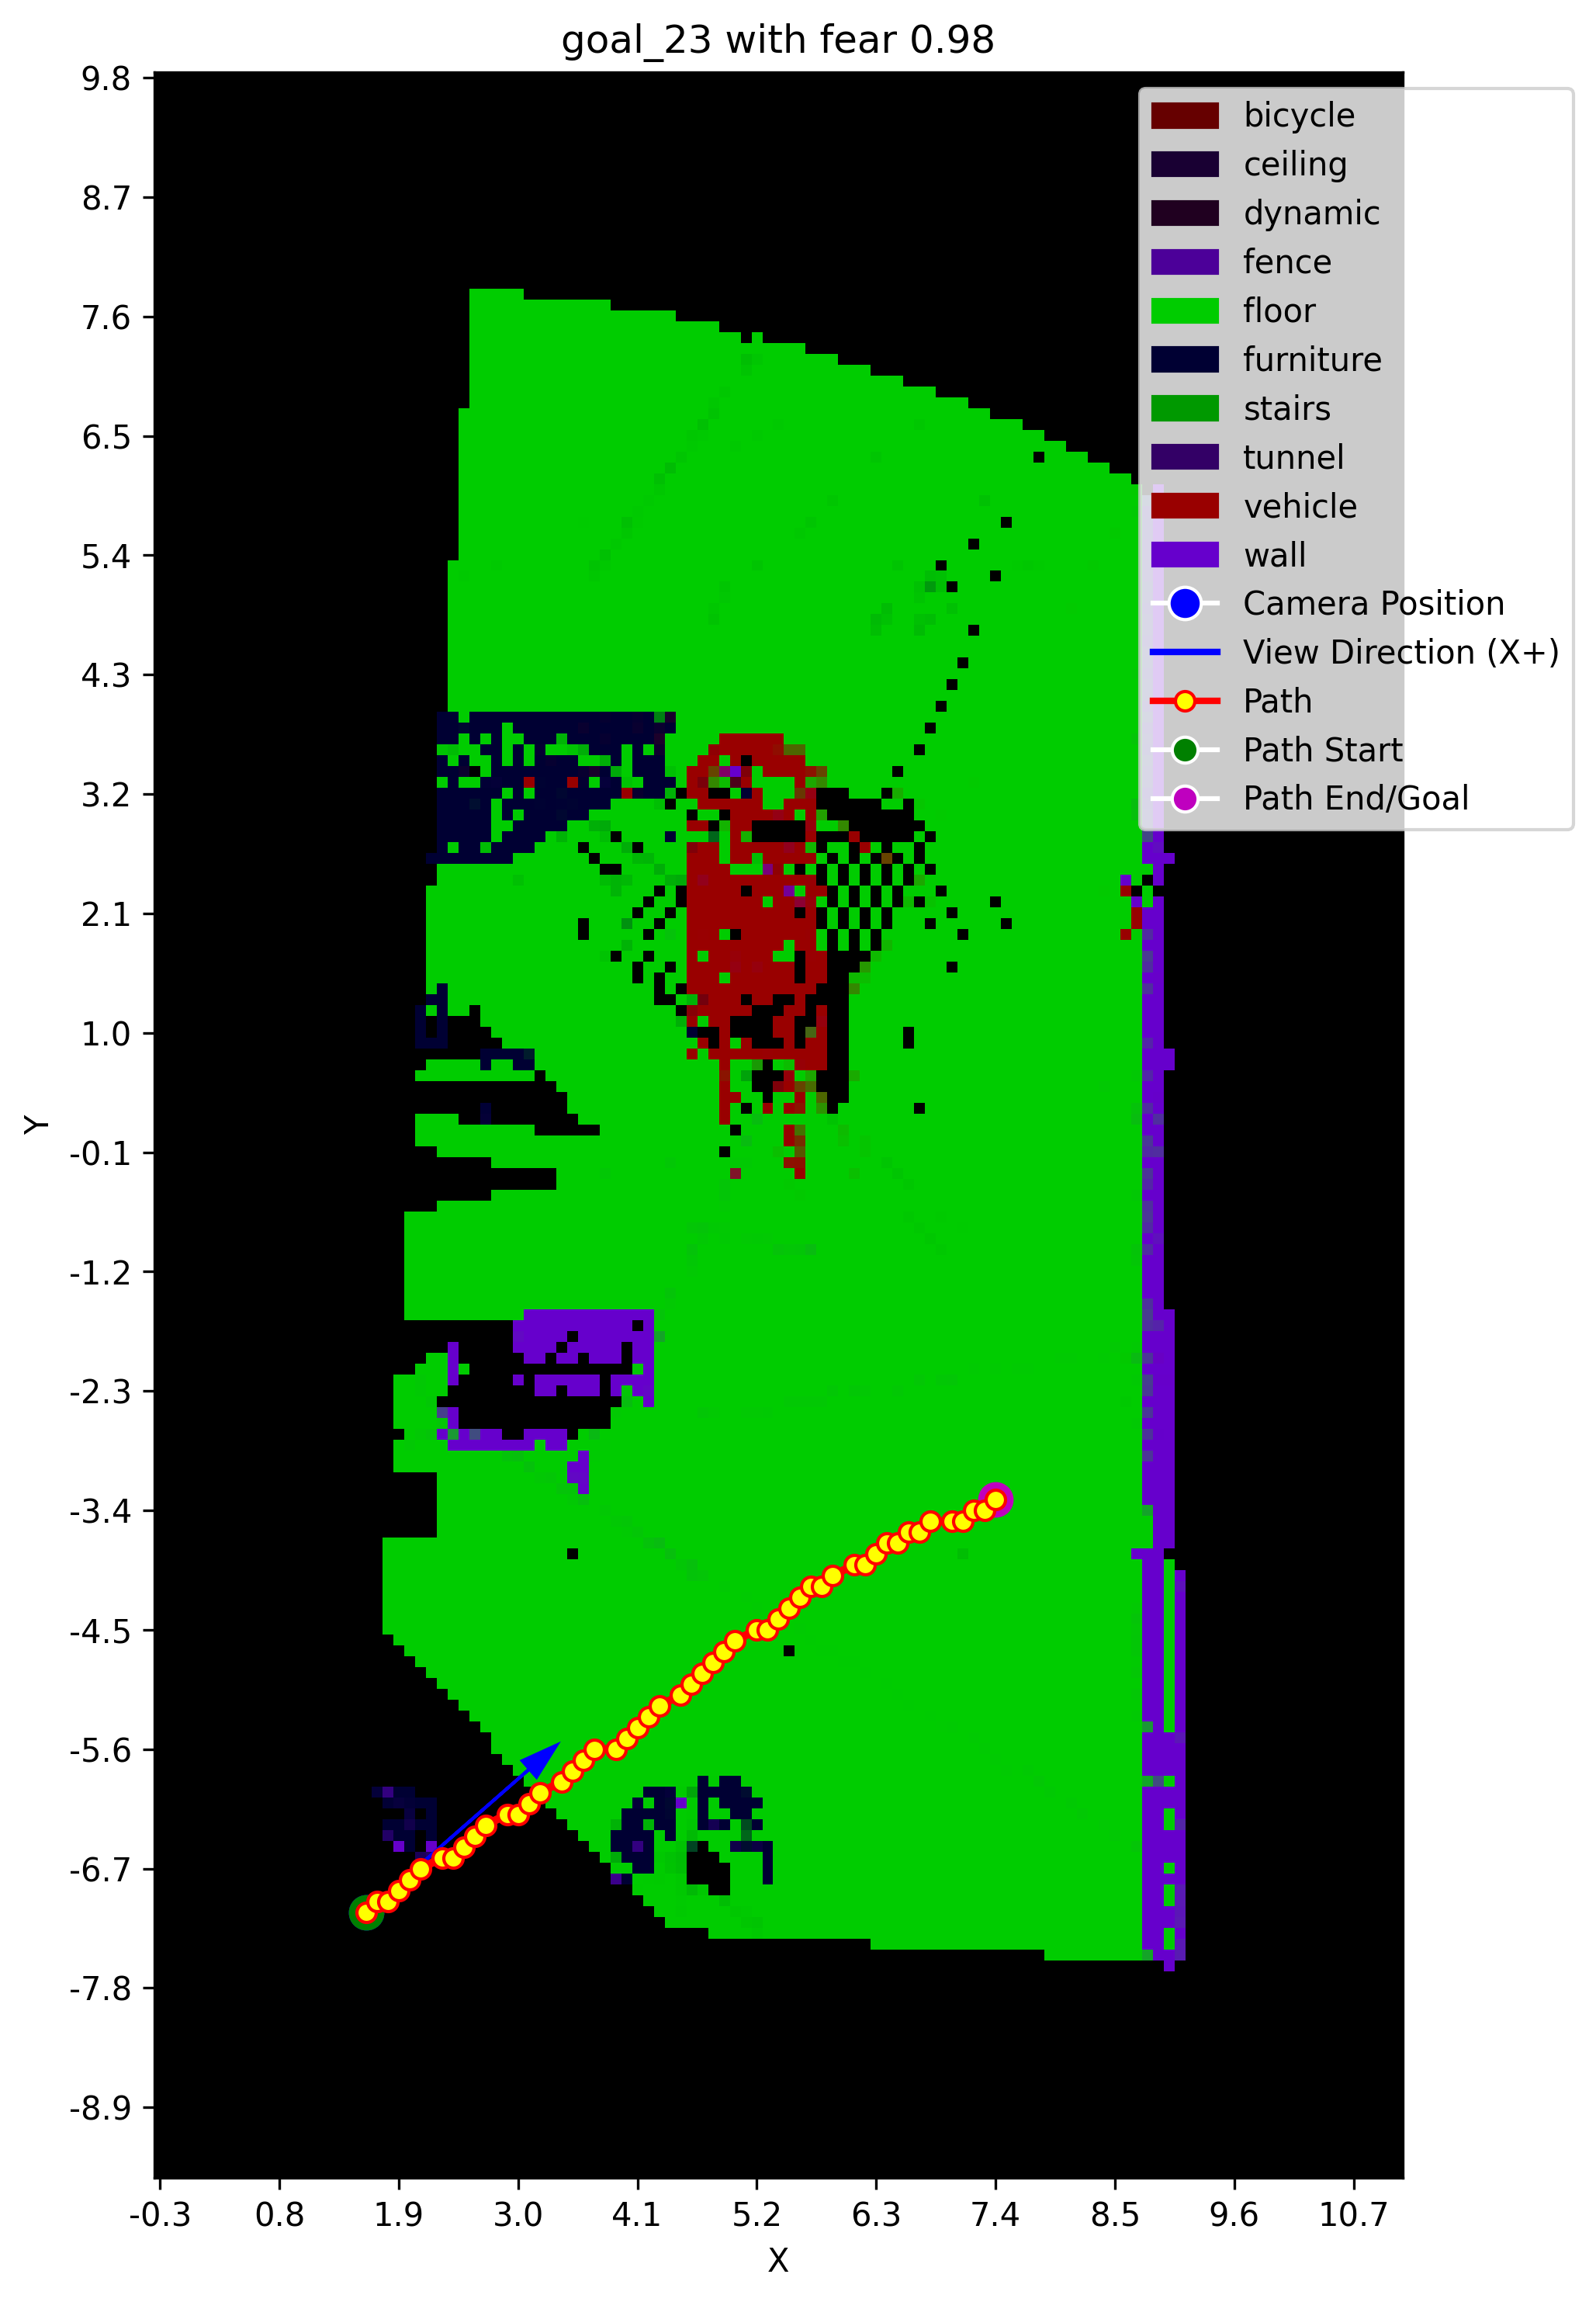 goal_23 with fear 0.98
9.8
8.7
7.6
6.5
5.4
4.3
3.2
2.1
1.0
-0.1
-1.2
-2.3
-3.4
-4.5
-5.6
-6.7
-7.8
-8.9
Y
bicycle
ceiling
dynamic
fence
floor
furniture
stairs
tunnel
vehicle
wall
Camera Position
View Direction (X+)
Path
Path Start
Path End/Goal
-0.3 0.8 1.9 3.0 4.1 5.2 6.3 7.4 8.5 9.6 10.7
X